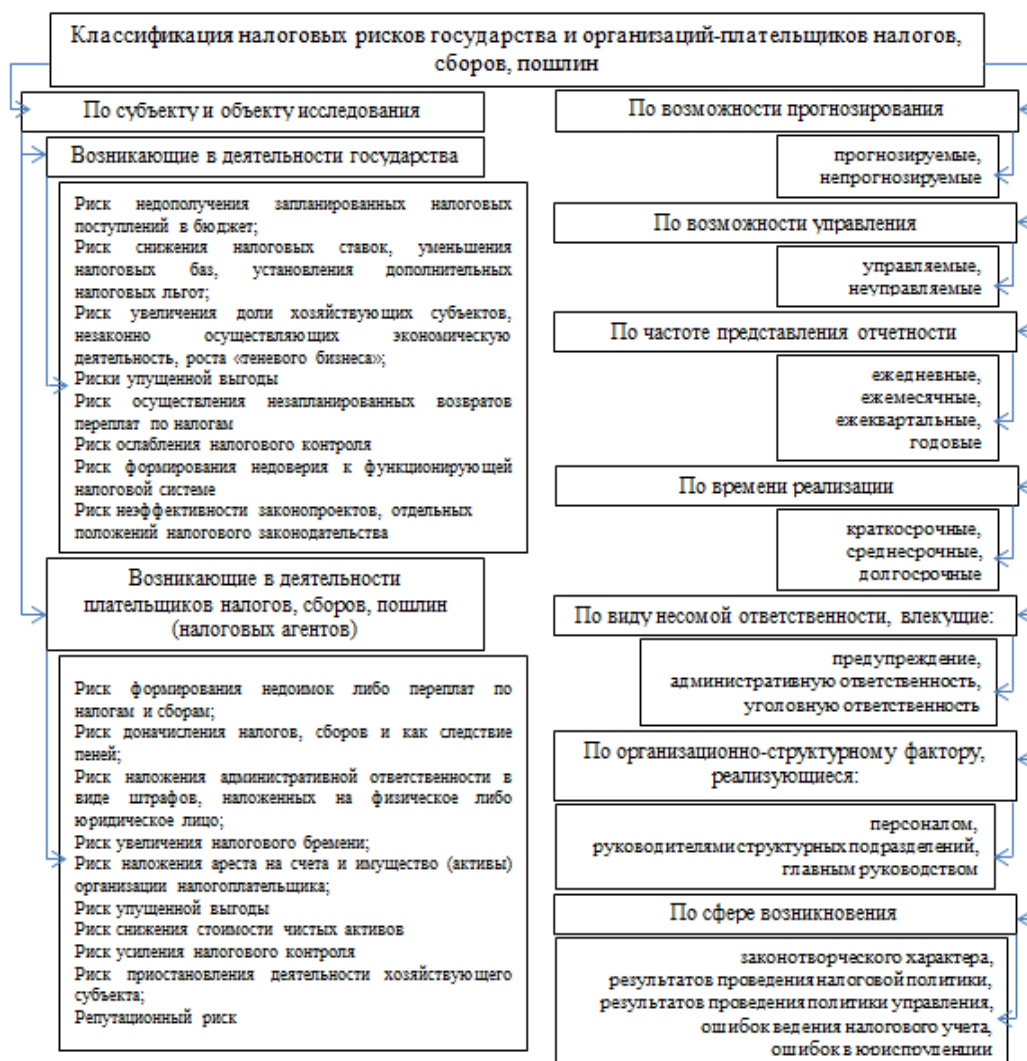 Классификация налоговых рисков государства и организаций-плательщиков налогов,
сборов, пошлин
По субъекту и объекту исследования
Возникающие в деятельности государства
Риск недополучения запланированных налоговых
поступлений в бюджет;
Риск снижения налоговых ставок, уменьшения
налоговых баз, установления дополнительных
налоговых льгот;
Риск увеличения доли хозяйствующих субъектов,
незаконно осуществляющих экономическую
деятельность, роста «теневого бизнеса»;
Риски упущенной выгоды
Риск осуществления незапланированных возвратов
переплат по налогам
Риск ослабления налогового контроля
Риск формирования недоверия к функционирующей
налоговой системе
Риск неэффективности законопроектов, отдельных
положений налогового законодательства
Возникающие в деятельности
плательщиков налогов, сборов, пошлин
(налоговых агентов)
Риск формирования недоимок либо переплат по
налогам и сборам;
Риск доначисления налогов, сборов и как следствие
пеней;
Риск наложения административной ответственности в
виде штрафов, наложенных на физическое либо
юридическое лицо;
Риск увеличения налогового бремени;
Риск наложения ареста на счета и имущество (активы)
организации налогоплательщика;
Риск упущенной выгоды
Риск снижения стоимости чистых активов
Риск усиления налогового контроля
Риск приостановления деятельности хозяйствующего
субъекта;
Репутационный риск
По возможности прогнозирования
прогнозируемые,
непрогнозируемые
По возможности управления
управляемые,
неуправляемые
По частоте представления отчетности
ежедневные,
ежемесячные,
ежеквартальные,
годовые
По времени реализации
краткосрочные,
среднесрочные,
долгосрочные
По виду несомой ответственности, влекущие:
предупреждение,
административную ответственность,
уголовную ответственность
По организационно-структурному фактору,
реализующиеся:
персоналом,
руководителями структурных подразделений,
главным руководством
По сфере возникновения
законотворческого характера,
результатов проведения налоговой политики,
результатов проведения политики управления,
ошибок ведения налогового учета,
ошибок в юриспруденции